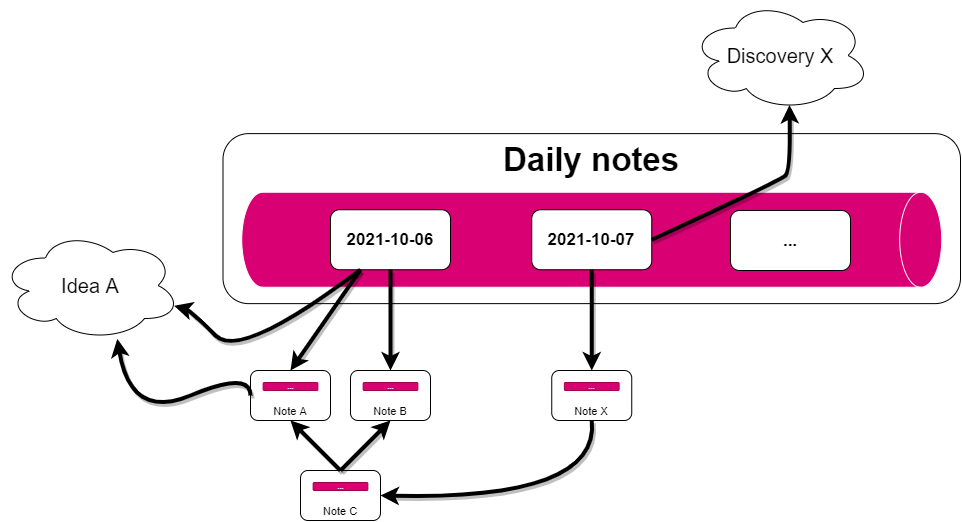 Discovery X
Daily notes
2021-10-06
2021-10-07
...
Idea A
...
Note A
...
Note B
...
Note X
...
Note C